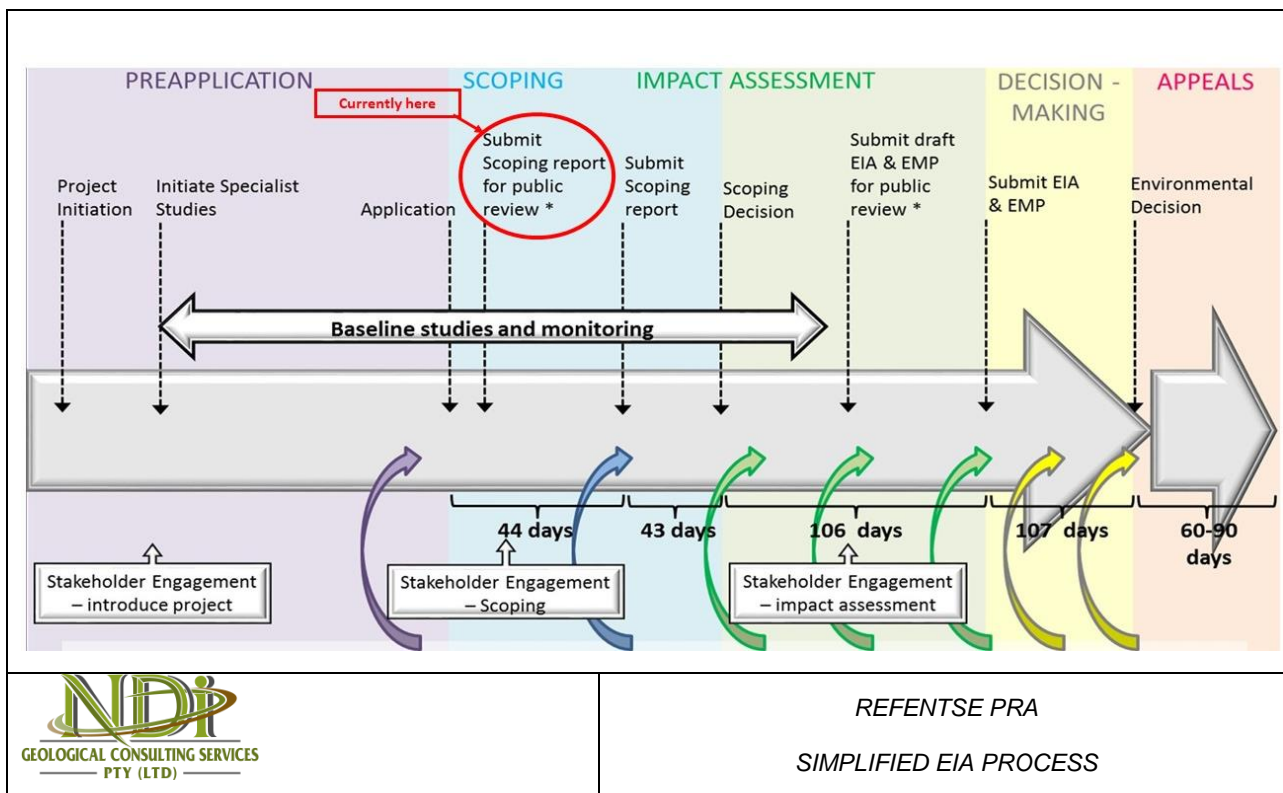 PREAPPLICATION
SCOPING
IMPACT ASSESSMENT
DECISION -
MAKING
APPEALS
Currently here
Project
Initiation
Initiate Specialist
Studies
Application
Submit
Scoping report
for public
review *
Submit
Scoping
report
Scoping
Decision
Submit draft
EIA & EMP
for public
review *
Submit EIA
& EMP
Environmental
Decision
Baseline studies and monitoring
44 days
43 days
106 days
107 days
60-90
days
Stakeholder Engagement
– introduce project
Stakeholder Engagement
– Scoping
Stakeholder Engagement
– impact assessment
NDi
GEOLOGICAL CONSULTING SERVICES
PTY (LTD)
REFENTSE PRA
SIMPLIFIED EIA PROCESS